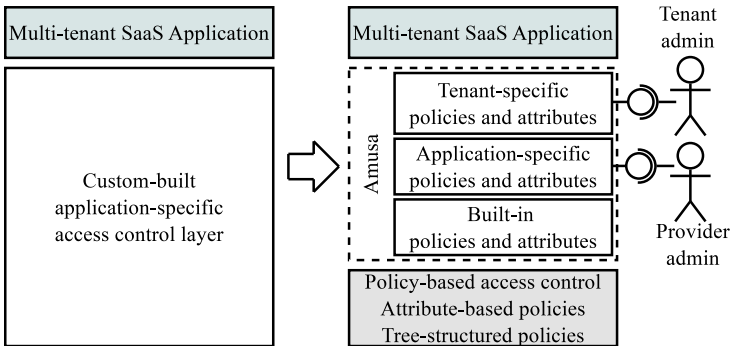 Multi-tenant SaaS Application
Custom-built
application-specific
access control layer
Multi-tenant SaaS Application
Amusa
Tenant-specific
policies and attributes
Application-specific
policies and attributes
Built-in
policies and attributes
Policy-based access control
Attribute-based policies
Tree-structured policies
Tenant
admin
Provider
admin